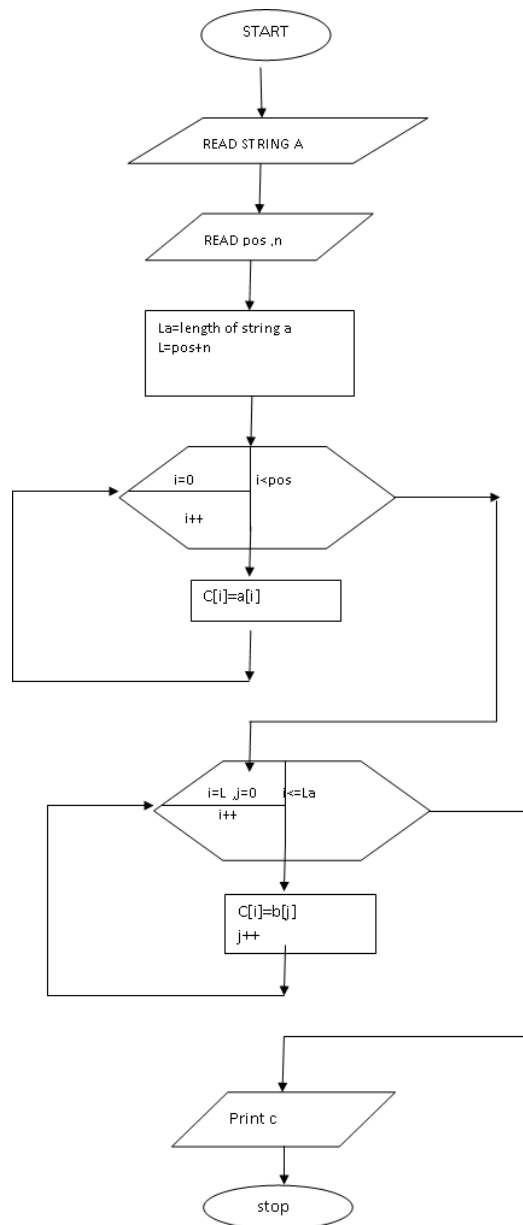 START
READ STRING A
READ pos ,n
La=length of string a
L=pos+n
i=0 i<pos
i++
C[i]=a[i]
i=L ,j=0 i<=La
i++
C[i]=b[j]
j++
Print c
stop